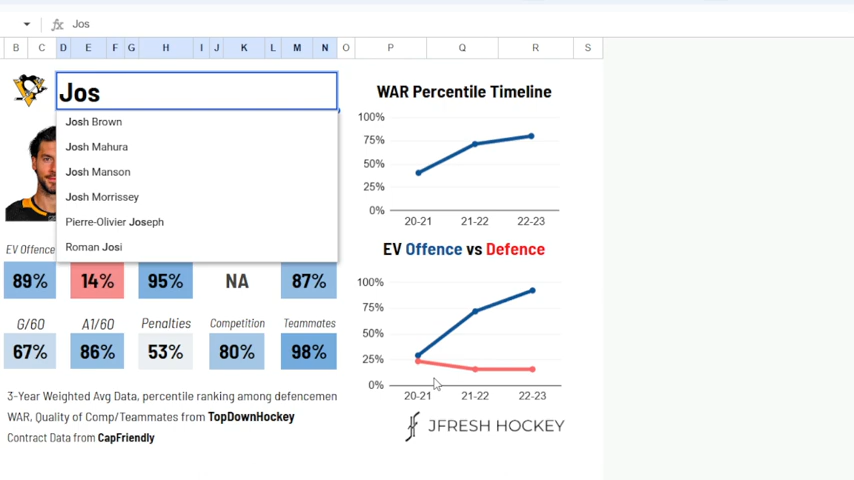 fx Jos
B C D E F G H I J K L M N O P Q R S
Jos
Josh Brown
Josh Mahura
Josh Manson
Josh Morrissey
Pierre-Olivier Joseph
Roman Josi
EV Offence
89% 14% 95% NA 87%
G/60 A1/60 Penalties Competition Teammates
67% 86% 53% 80% 98%
3-Year Weighted Avg Data, percentile ranking among defencemen
WAR, Quality of Comp/Teammates from TopDownHockey
Contract Data from CapFriendly
WAR Percentile Timeline
100%
75%
50%
25%
0%
20-21 21-22 22-23
EV Offence vs Defence
100%
75%
50%
25%
0%
20-21 21-22 22-23
JFRESH HOCKEY